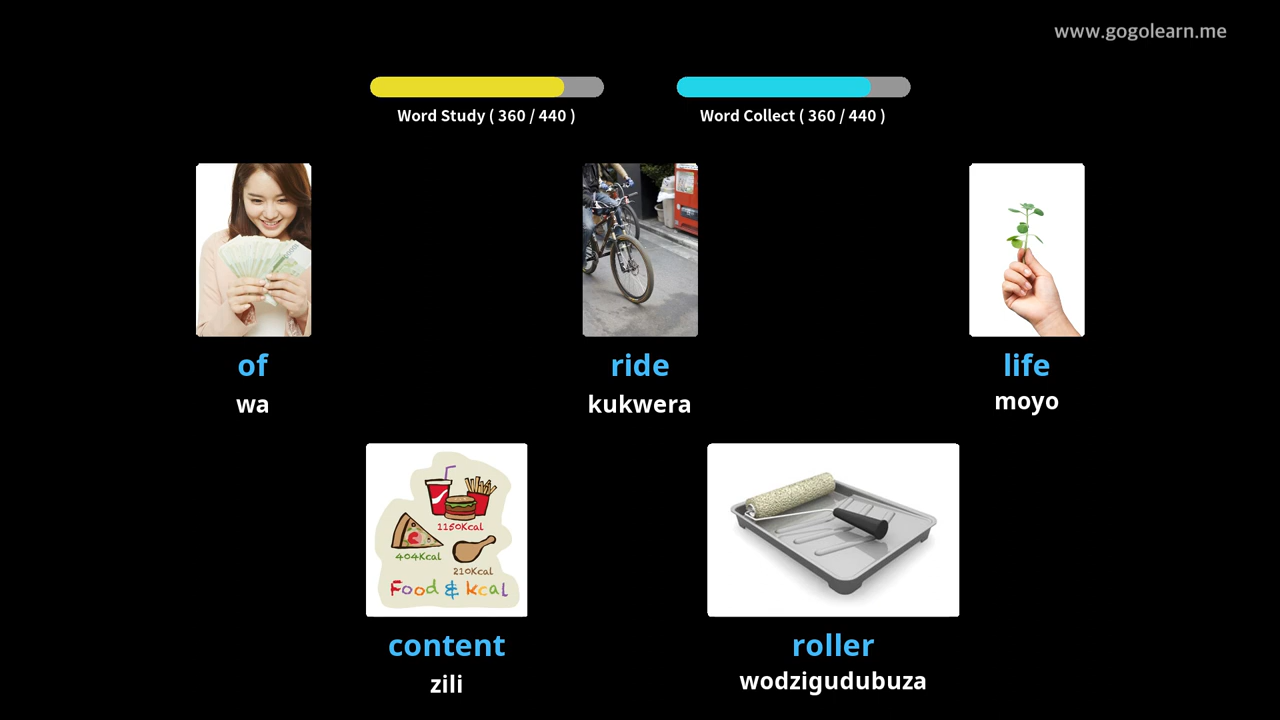 www.gogolearn.me
Word Study ( 360 / 440 )
Word Collect ( 360 / 440 )
of
wa
ride
kukwera
life
moyo
1150Kcal
404Kcal
210Kcal
Food & kcal
content
zili
roller
wodzigudubuza